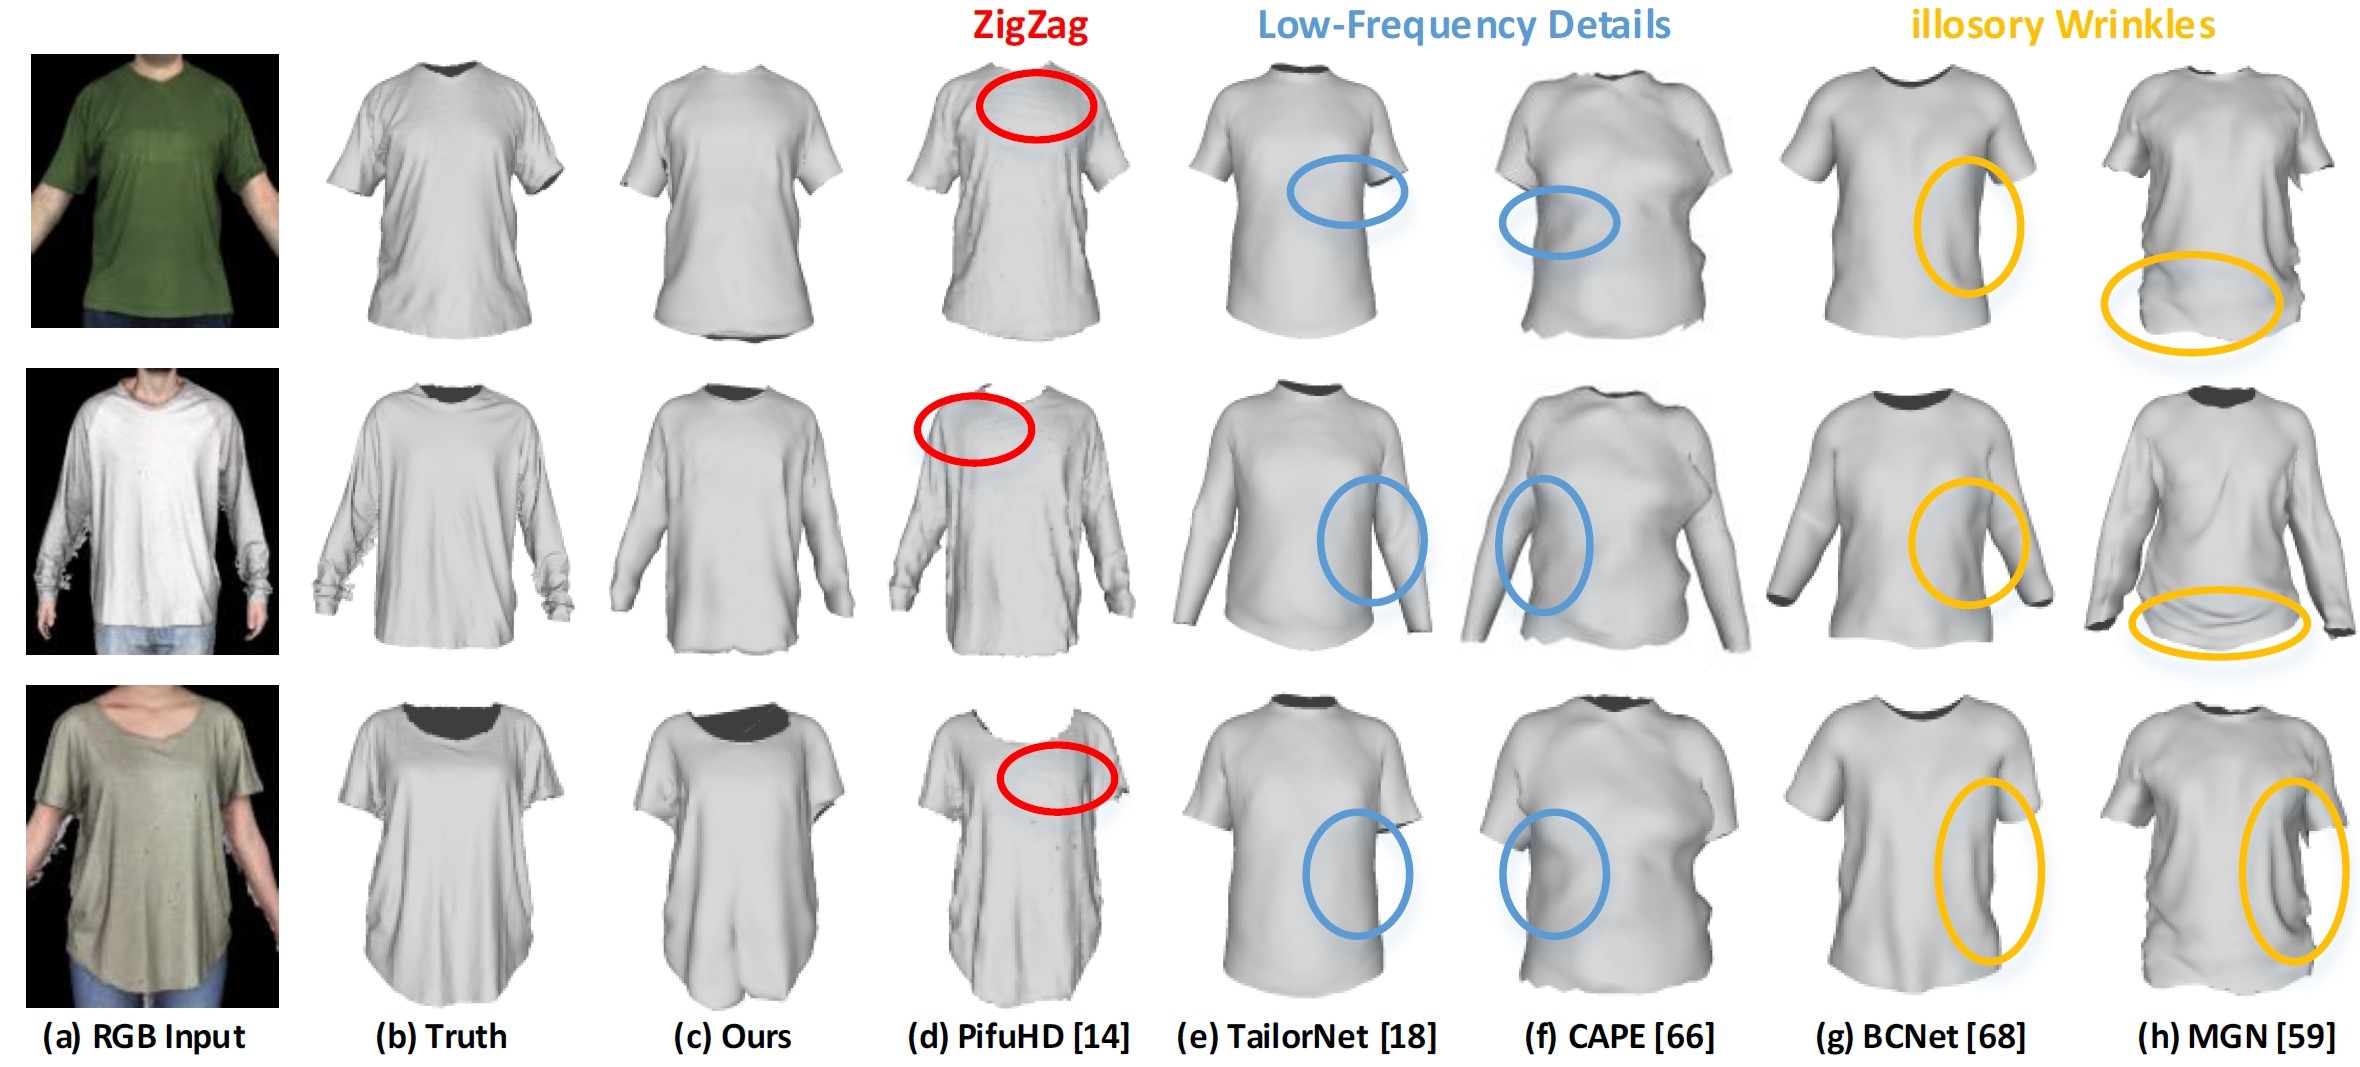 ZigZag
Low-Frequency Details
illosory Wrinkles
(a) RGB Input
(b) Truth
(c) Ours
(d) PifuHD [14]
(e) TailorNet [18]
(f) CAPE [66]
(g) BCNet [68]
(h) MGN [59]